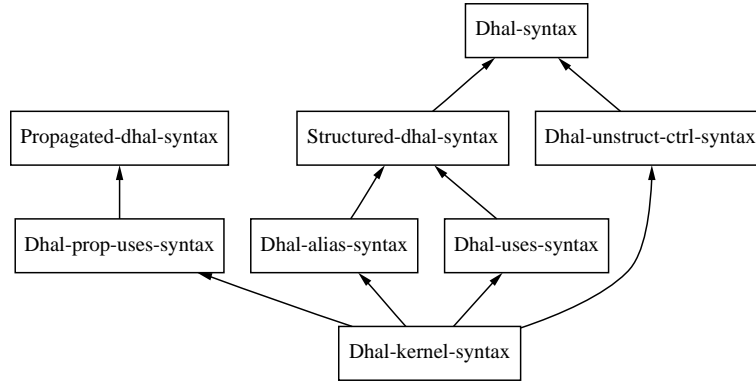 Dhal-syntax
Propagated-dhal-syntax
Structured-dhal-syntax
Dhal-unstruct-ctrl-syntax
Dhal-prop-uses-syntax
Dhal-alias-syntax
Dhal-uses-syntax
Dhal-kernel-syntax